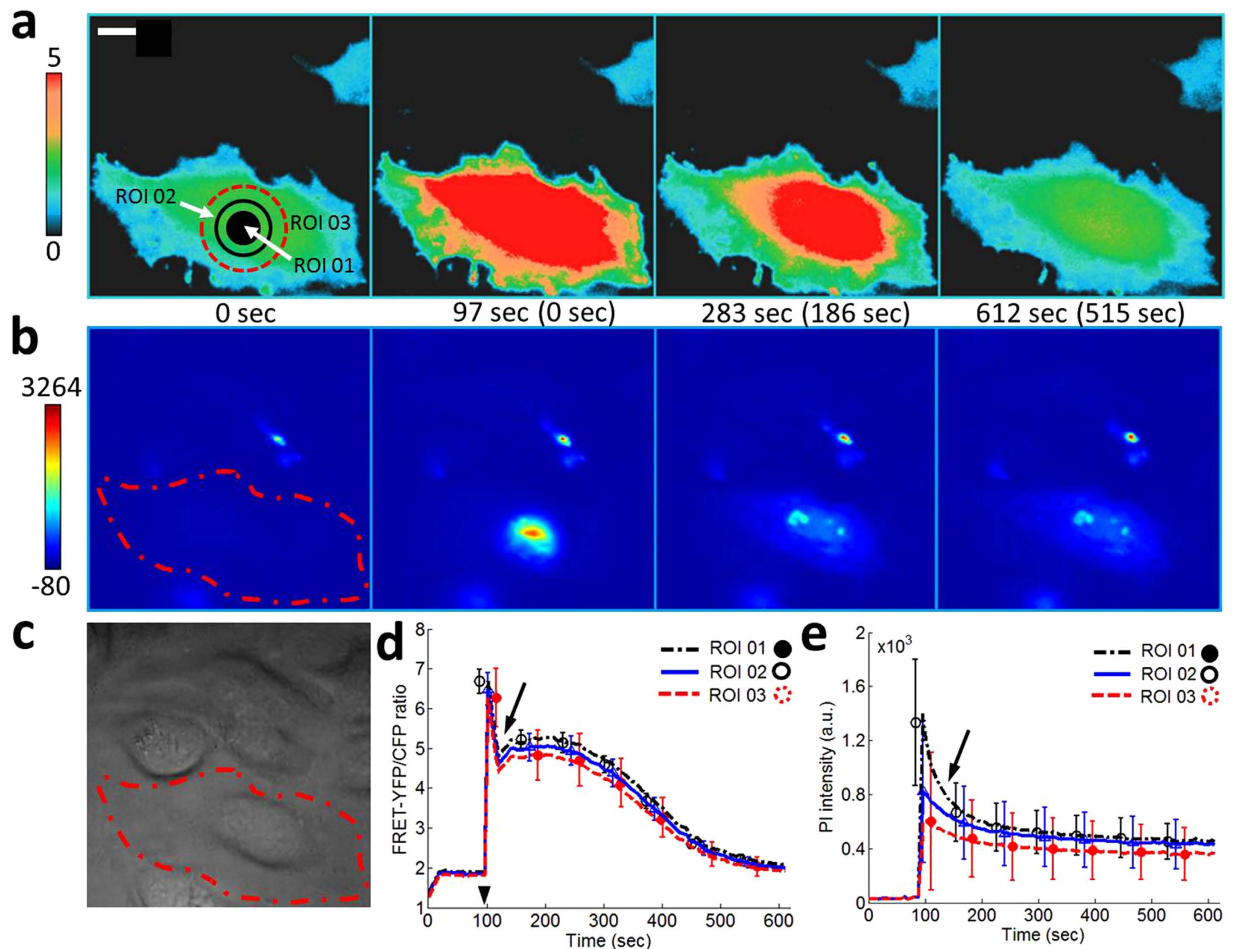 a
5
0
ROI 02
ROI 03
ROI 01
0 sec
97 sec (0 sec)
283 sec (186 sec)
612 sec (515 sec)
b
3264
-80
c
d
8
7
6
5
4
3
2
1
FRET-YFP/CFP ratio
ROI 01
ROI 02
ROI 03
0
100
200
300
400
500
600
Time (sec)
e
2
1.6
1.2
0.8
0.4
0
x10³
PI intensity (a.u.)
ROI 01
ROI 02
ROI 03
0
100
200
300
400
500
600
Time (sec)